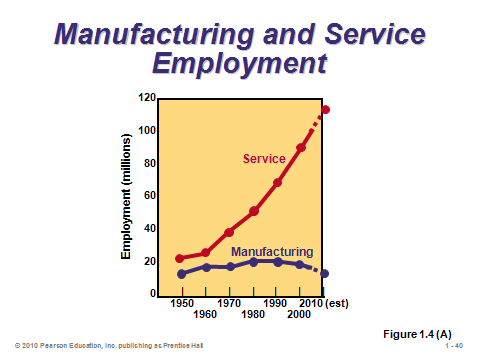 Manufacturing and Service
Employment
120
100
80
60
40
20
0
Employment (millions)
Service
Manufacturing
1950 1970 1990 2010 (est)
1960 1980 2000
Figure 1.4 (A)
© 2010 Pearson Education, Inc. publishing as Prentice Hall 1 - 40